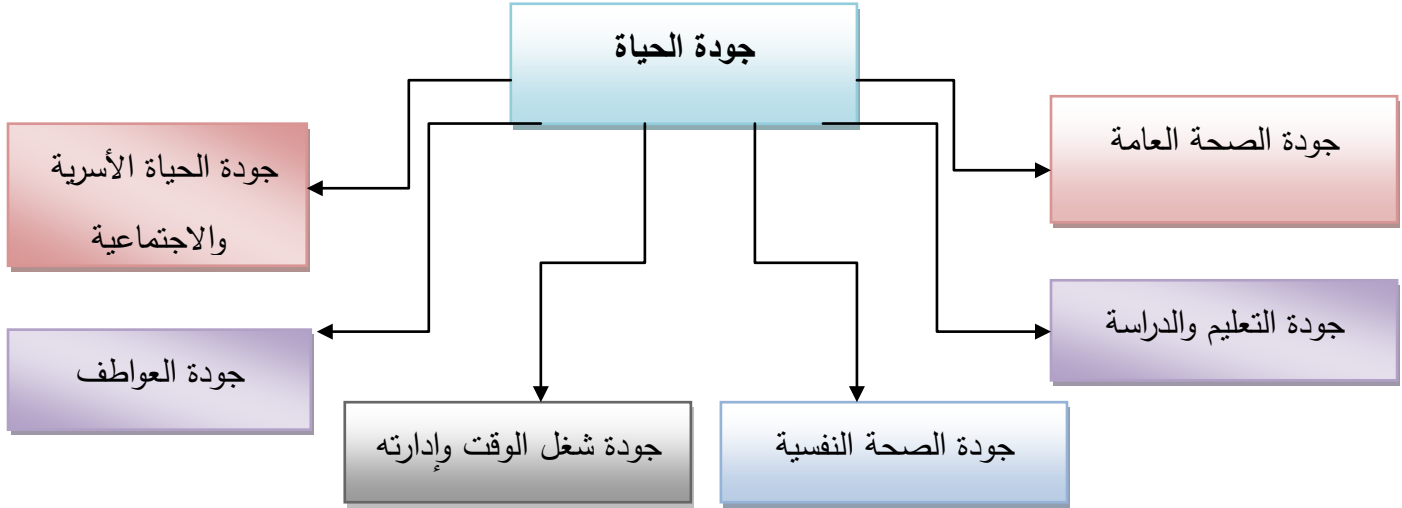 جودة الحياة
جودة الصحة العامة
جودة الحياة الأسرية
والاجتماعية
جودة التعليم والدراسة
جودة العواطف
جودة الصحة النفسية
جودة شغل الوقت وإدارته